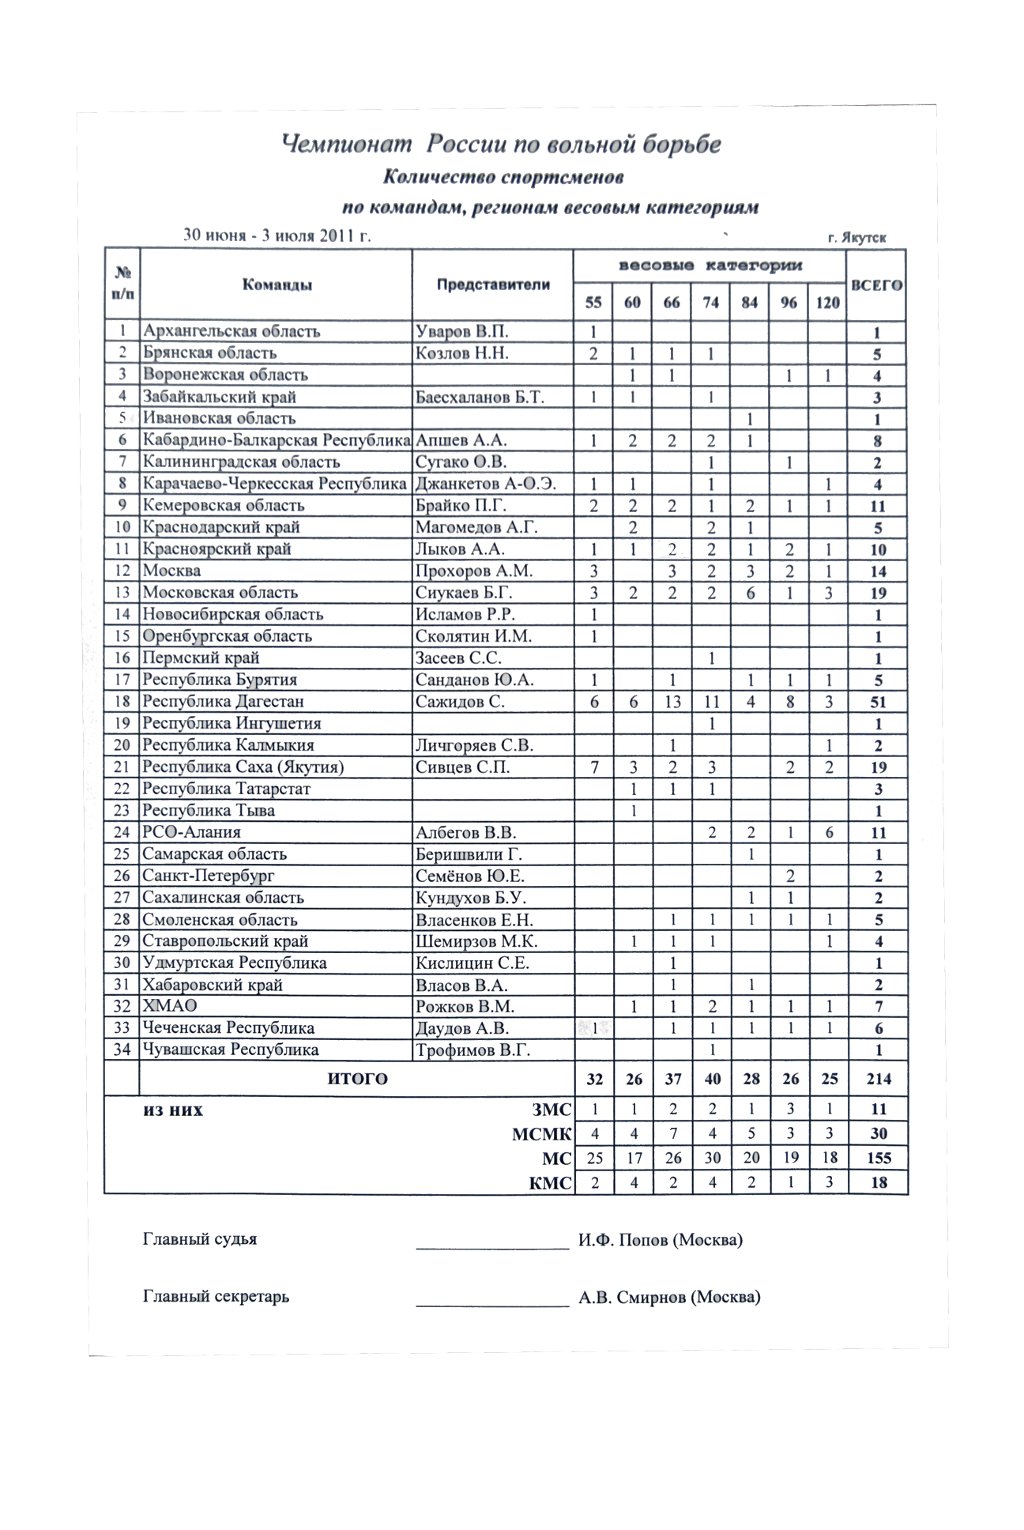 Чемпионат России по вольной борьбе
Количество спортсменов
по командам, регионам весовым категориям
30 июня - 3 июля 2011 г. г. Якутск
№ п/п Команды Представители весовые категории ВСЕГО
55 60 66 74 84 96 120
1 Архангельская область Уваров В.П. 1 1
2 Брянская область Козлов Н.Н. 2 1 1 1 5
3 Воронежская область 1 1 1 1 4
4 Забайкальский край Баесхаланов Б.Т. 1 1 1 3
5 Ивановская область 1 1
6 Кабардино-Балкарская Республика Апшев А.А. 1 2 2 2 1 8
7 Калининградская область Сугако О.В. 1 1 2
8 Карачаево-Черкесская Республика Джанкетов А-О.Э. 1 1 1 1 4
9 Кемеровская область Брайко П.Г. 2 2 2 1 2 1 1 11
10 Краснодарский край Магомедов А.Г. 2 2 1 5
11 Красноярский край Лыков А.А. 1 1 2 2 1 2 1 10
12 Москва Прохоров А.М. 3 3 2 3 2 1 14
13 Московская область Сиукаев Б.Г. 3 2 2 2 6 1 3 19
14 Новосибирская область Исламов Р.Р. 1 1
15 Оренбургская область Сколятин И.М. 1 1
16 Пермский край Засеев С.С. 1 1
17 Республика Бурятия Санданов Ю.А. 1 1 1 1 1 5
18 Республика Дагестан Сажидов С. 6 6 13 11 4 8 3 51
19 Республика Ингушетия 1 1
20 Республика Калмыкия Личгоряев С.В. 1 1 2
21 Республика Саха (Якутия) Сивцев С.П. 7 3 2 3 2 2 19
22 Республика Татарстат 1 1 1 3
23 Республика Тыва 1 1
24 РСО-Алания Албегов В.В. 2 2 1 6 11
25 Самарская область Беришвили Г. 1 1
26 Санкт-Петербург Семёнов Ю.Е. 2 2
27 Сахалинская область Кундухов Б.У. 1 1 2
28 Смоленская область Власенков Е.Н. 1 1 1 1 1 5
29 Ставропольский край Шемирзов М.К. 1 1 1 1 4
30 Удмуртская Республика Кислицин С.Е. 1 1
31 Хабаровский край Власов В.А. 1 1 2
32 ХМАО Рожков В.М. 1 1 2 1 1 1 7
33 Чеченская Республика Даудов А.В. 1 1 1 1 1 1 6
34 Чувашская Республика Трофимов В.Г. 1 1
ИТОГО 32 26 37 40 28 26 25 214
из них ЗМС 1 1 2 2 1 3 1 11
МСМК 4 4 7 4 5 3 3 30
МС 25 17 26 30 20 19 18 155
КМС 2 4 2 4 2 1 3 18
Главный судья И.Ф. Попов (Москва)
Главный секретарь А.В. Смирнов (Москва)